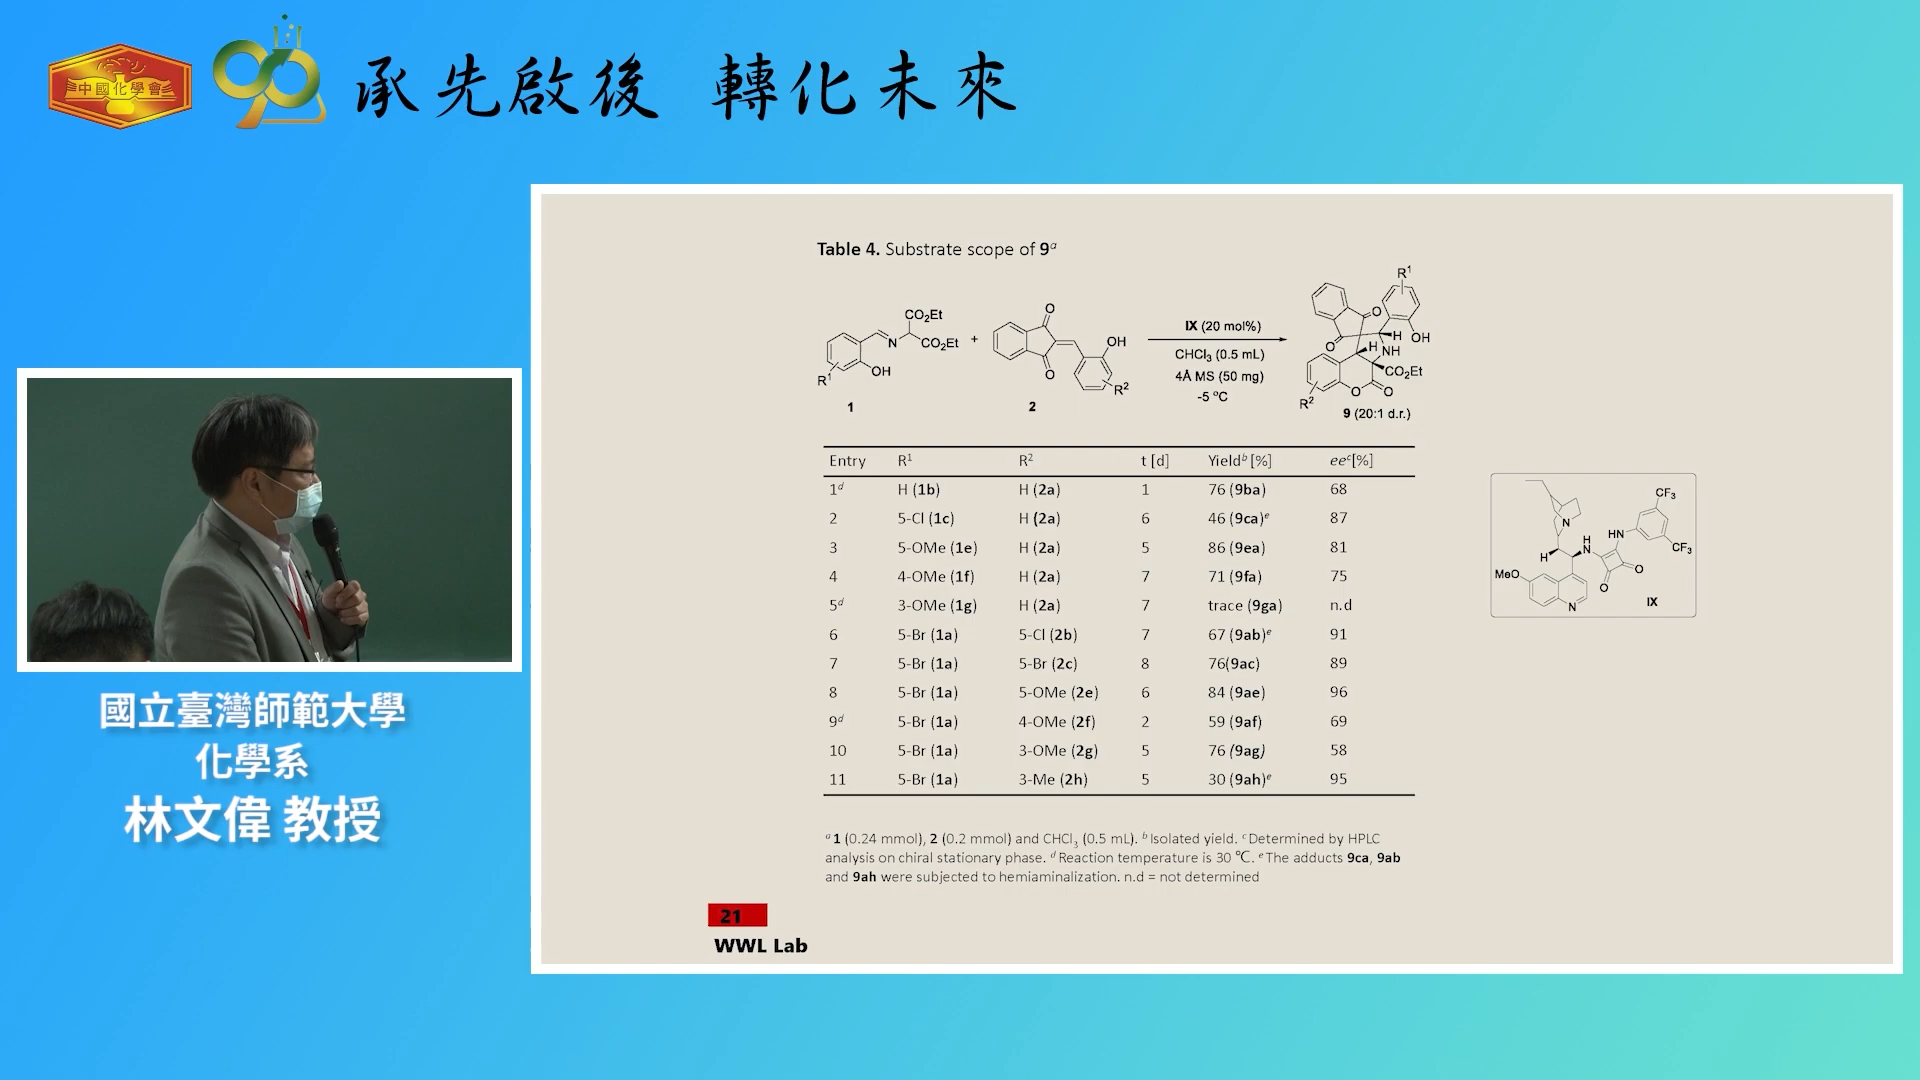 中國化學會
90
承先啟後 轉化未來
Table 4. Substrate scope of 9a
R1
OH
N
CO2Et
CO2Et
1
+
O
O
OH
R2
2
IX (20 mol%)
CHCl3 (0.5 mL)
4Å MS (50 mg)
-5 oC
R1
O
O
H
H
OH
NH
CO2Et
O
O
R2
9 (20:1 d.r.)
Entry R1 R2 t [d] Yieldb [%] eec[%]
1d H (1b) H (2a) 1 76 (9ba) 68
2 5-Cl (1c) H (2a) 6 46 (9ca)e 87
3 5-OMe (1e) H (2a) 5 86 (9ea) 81
4 4-OMe (1f) H (2a) 7 71 (9fa) 75
5d 3-OMe (1g) H (2a) 7 trace (9ga) n.d
6 5-Br (1a) 5-Cl (2b) 7 67 (9ab)e 91
7 5-Br (1a) 5-Br (2c) 8 76(9ac) 89
8 5-Br (1a) 5-OMe (2e) 6 84 (9ae) 96
9d 5-Br (1a) 4-OMe (2f) 2 59 (9af) 69
10 5-Br (1a) 3-OMe (2g) 5 76 (9ag) 58
11 5-Br (1a) 3-Me (2h) 5 30 (9ah)e 95
a 1 (0.24 mmol), 2 (0.2 mmol) and CHCl3 (0.5 mL). b Isolated yield. c Determined by HPLC
analysis on chiral stationary phase. d Reaction temperature is 30 ℃. e The adducts 9ca, 9ab
and 9ah were subjected to hemiaminalization. n.d = not determined
CF3
N
HN
H
N
H
CF3
MeO
O
O
N
IX
21
WWL Lab
國立臺灣師範大學
化學系
林文偉 教授